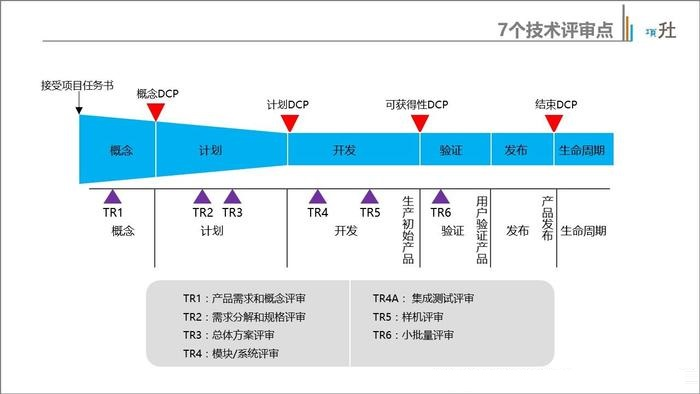 7个技术评审点
项升
接受项目任务书
概念DCP
计划DCP
可获得性DCP
结束DCP
概念
计划
开发
验证
发布
生命周期
TR1
TR2
TR3
TR4
TR5
TR6
概念
计划
开发
生产初始产品
验证
用户验证产品
发布
产品发布
生命周期
TR1：产品需求和概念评审
TR2：需求分解和规格评审
TR3：总体方案评审
TR4：模块/系统评审
TR4A： 集成测试评审
TR5：样机评审
TR6：小批量评审